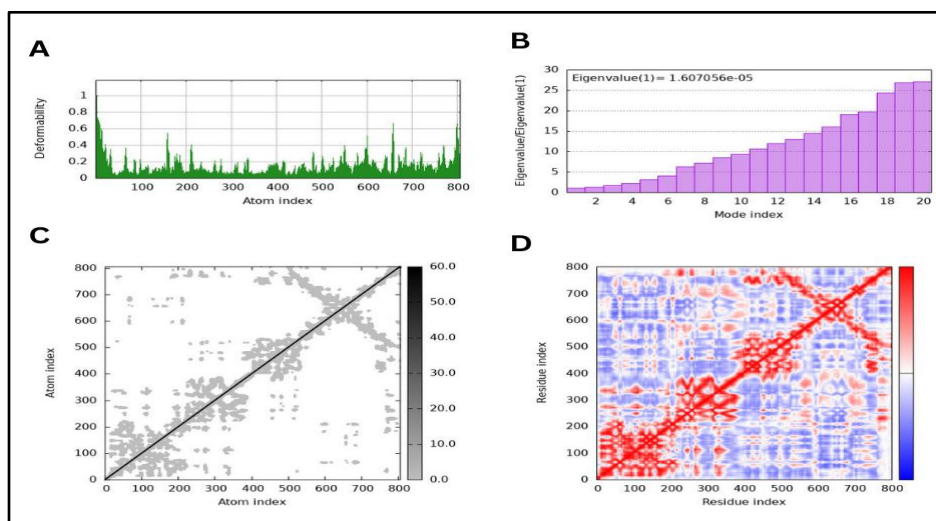 A
Deformability
1
0.8
0.6
0.4
0.2
0
100 200 300 400 500 600 700 800
Atom index
B
Eigenvalue(1)= 1.607056e-05
Eigenvalue/Eigenvalue(1)
30
25
20
15
10
5
0
2 4 6 8 10 12 14 16 18 20
Mode index
C
Atom index
800
700
600
500
400
300
200
100
0
0 100 200 300 400 500 600 700 800
Atom index
60.0
50.0
40.0
30.0
20.0
10.0
0.0
D
Residue index
800
700
600
500
400
300
200
100
0
0 100 200 300 400 500 600 700 800
Residue index